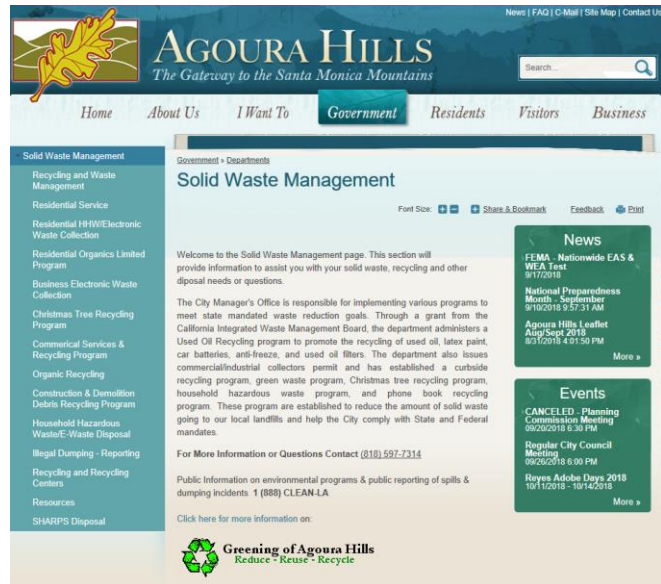 News | FAQ | C-Mail | Site Map | Contact Us
AGOURA HILLS
The Gateway to the Santa Monica Mountains
Search...
Home
About Us
I Want To
Government
Residents
Visitors
Business
Solid Waste Management
Recycling and Waste
Management
Residential Service
Residential HHW/Electronic
Waste Collection
Residential Organics Limited
Program
Business Electronic Waste
Collection
Christmas Tree Recycling
Program
Commerical Services &
Recycling Program
Organic Recycling
Construction & Demolition
Debris Recycling Program
Household Hazardous
Waste/E-Waste Disposal
Illegal Dumping - Reporting
Recycling and Recycling
Centers
Resources
SHARPS Disposal
Government » Departments
Solid Waste Management
Font Size: + - Share & Bookmark Feedback Print
Welcome to the Solid Waste Management page. This section will
provide information to assist you with your solid waste, recycling and other
diposal needs or questions.
The City Manager's Office is responsible for implementing various programs to
meet state mandated waste reduction goals. Through a grant from the
California Integrated Waste Management Board, the department administers a
Used Oil Recycling program to promote the recycling of used oil, latex paint,
car batteries, anti-freeze, and used oil filters. The department also issues
commercial/industrial collectors permit and has established a curbside
recycling program, green waste program, Christmas tree recycling program,
household hazardous waste program, and phone book recycling
program. These program are established to reduce the amount of solid waste
going to our local landfills and help the City comply with State and Federal
mandates.
For More Information or Questions Contact (818) 597-7314
Public Information on environmental programs & public reporting of spills &
dumping incidents 1 (888) CLEAN-LA
Click here for more information on:
Greening of Agoura Hills
Reduce - Reuse - Recycle
News
FEMA - Nationwide EAS &
WEA Test
9/17/2018
National Preparedness
Month - September
9/10/2018 9:57:31 AM
Agoura Hills Leaflet
Aug/Sept 2018
8/31/2018 4:01:50 PM
More »
Events
CANCELED - Planning
Commission Meeting
09/20/2018 6:30 PM
Regular City Council
Meeting
09/26/2018 6:00 PM
Reyes Adobe Days 2018
10/11/2018 - 10/14/2018
More »